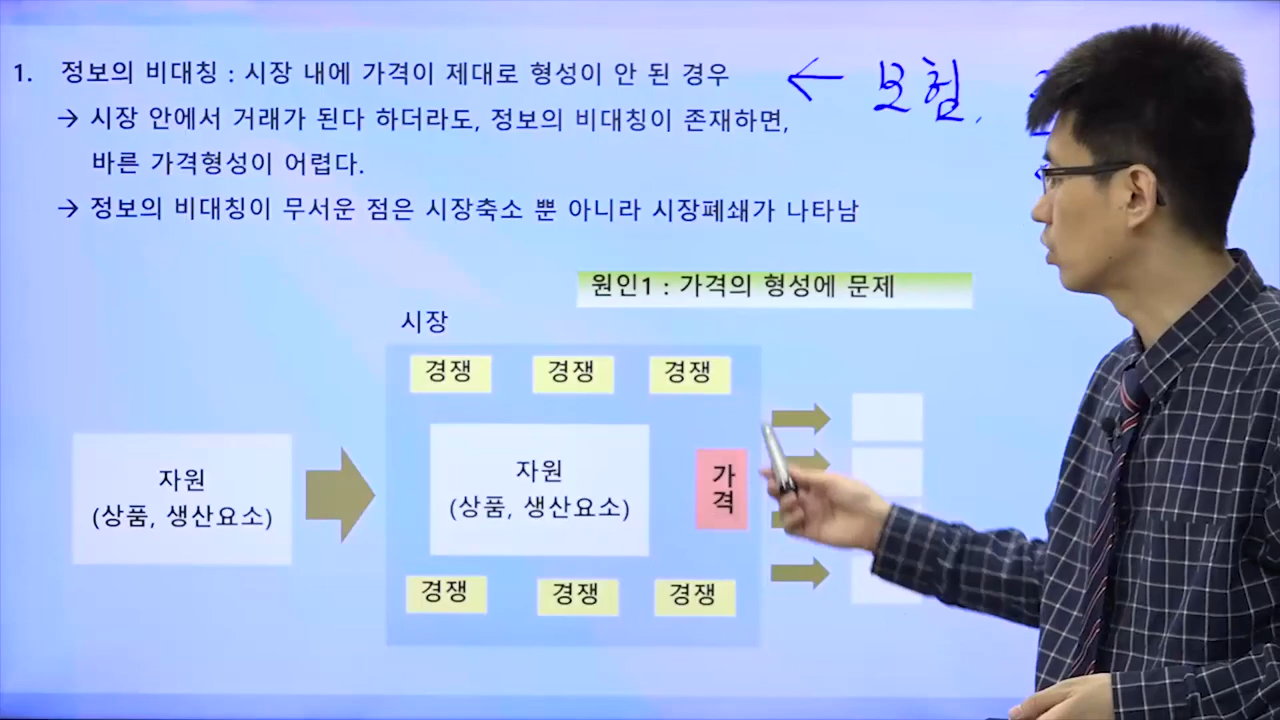 1. 정보의 비대칭 : 시장 내에 가격이 제대로 형성이 안 된 경우 ← 보험,
→ 시장 안에서 거래가 된다 하더라도, 정보의 비대칭이 존재하면,
바른 가격형성이 어렵다.
→ 정보의 비대칭이 무서운 점은 시장축소 뿐 아니라 시장폐쇄가 나타남
원인1 : 가격의 형성에 문제
시장
경쟁 경쟁 경쟁
자원
(상품, 생산요소)
자원
(상품, 생산요소)
가
격
경쟁 경쟁 경쟁